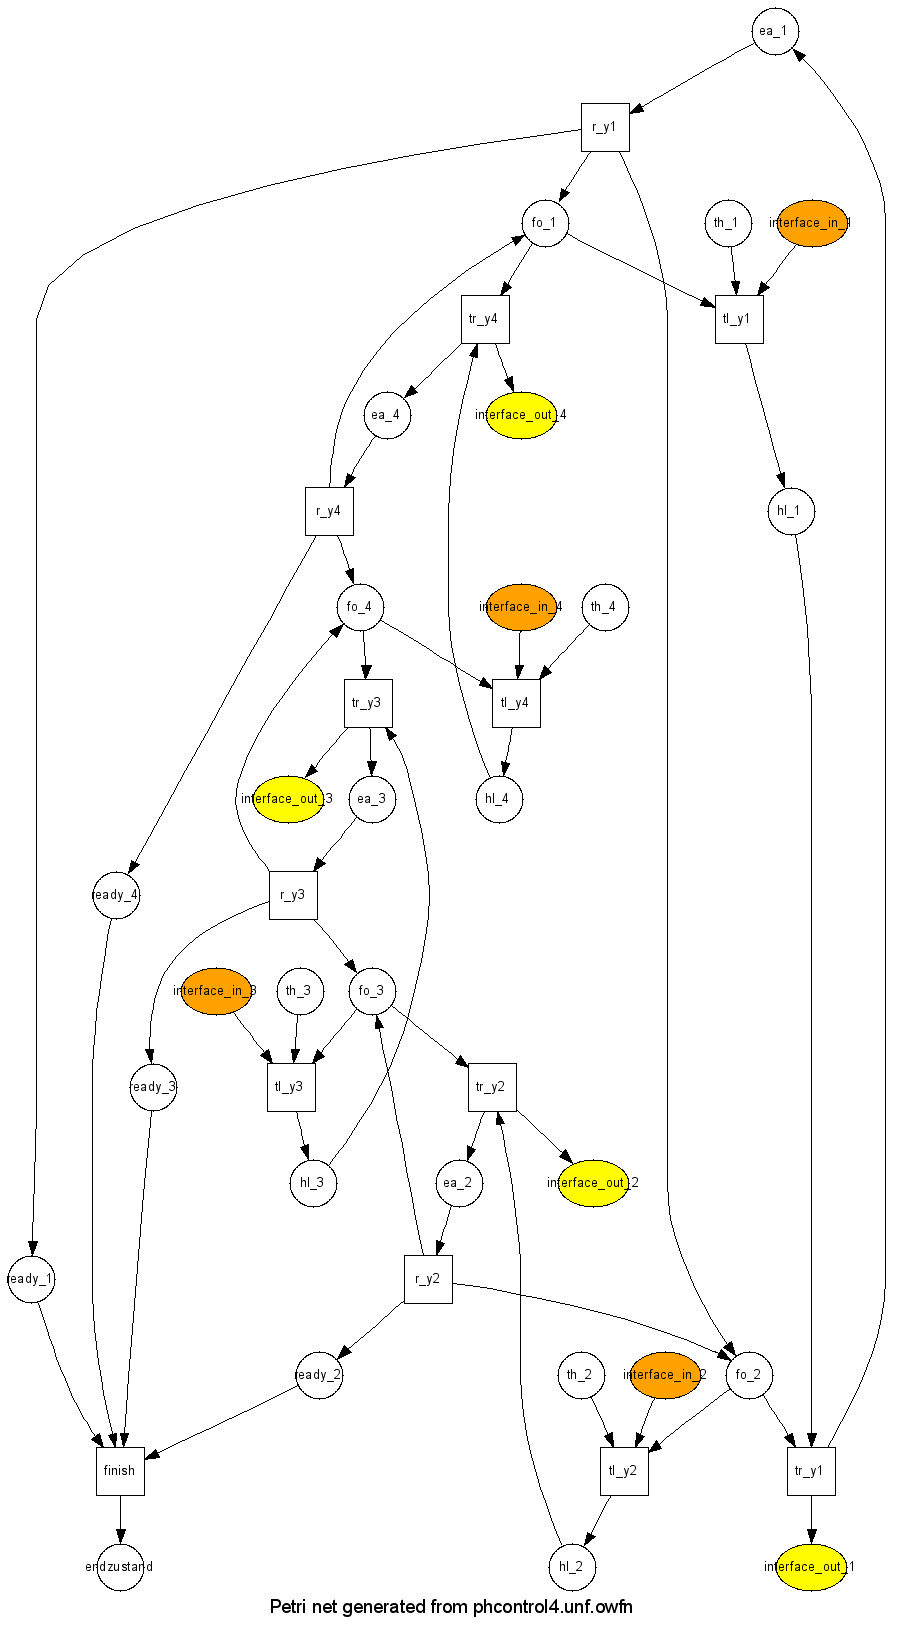 ea_1
r_y1
fo_1
th_1
interface_in_1
tr_y4
tl_y1
ea_4
interface_out_4
r_y4
hl_1
fo_4
interface_in_4
th_4
tr_y3
tl_y4
interface_out_3
ea_3
hl_4
ready_4
r_y3
interface_in_3
th_3
fo_3
ready_3
tl_y3
tr_y2
hl_3
ea_2
interface_out_2
ready_1
r_y2
ready_2
th_2
interface_in_2
fo_2
finish
tl_y2
tr_y1
endzustand
hl_2
interface_out_1
Petri net generated from phcontrol4.unf.owfn